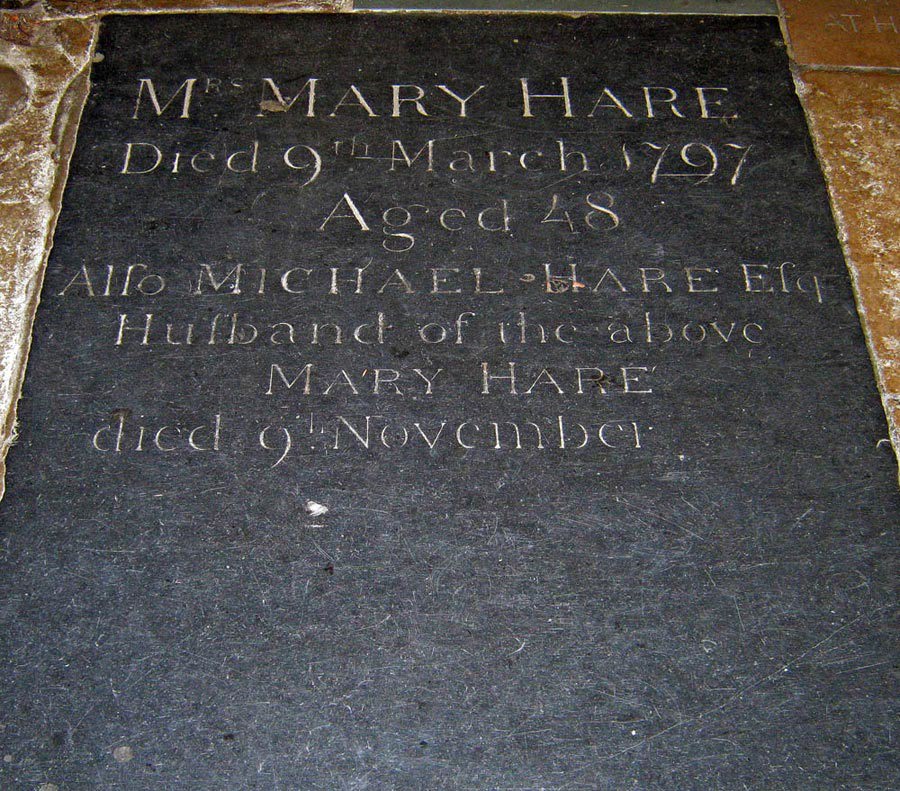 Mrs MARY HARE
Died 9th March 1797
Aged 48
Alſo MICHAEL HARE Eſqr
Huſband of the above
MARY HARE
died 9th November